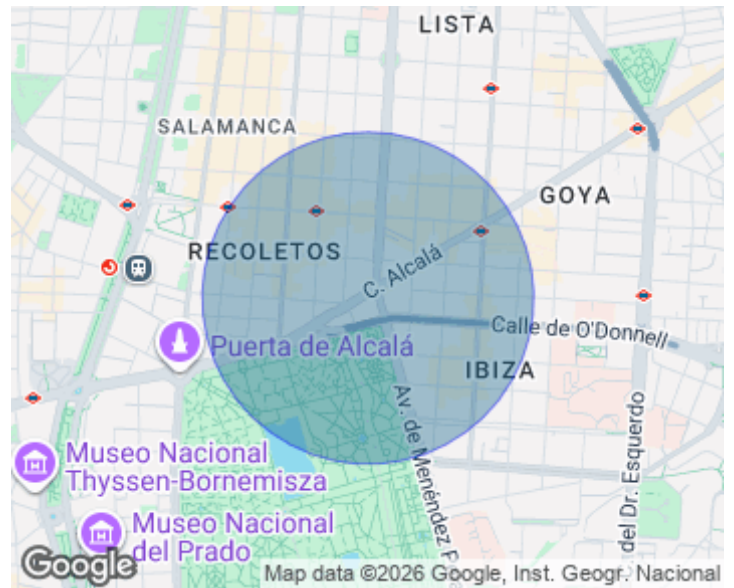 LISTA
SALAMANCA
GOYA
RECOLETOS
C. Alcalá
Calle de O'Donnell
Puerta de Alcalá
IBIZA
Av. de Menéndez P
del Dr. Esquerdo
Museo Nacional
Thyssen-Bornemisza
Museo Nacional
del Prado
Google
Map data ©2026 Google, Inst. Geogr. Nacional